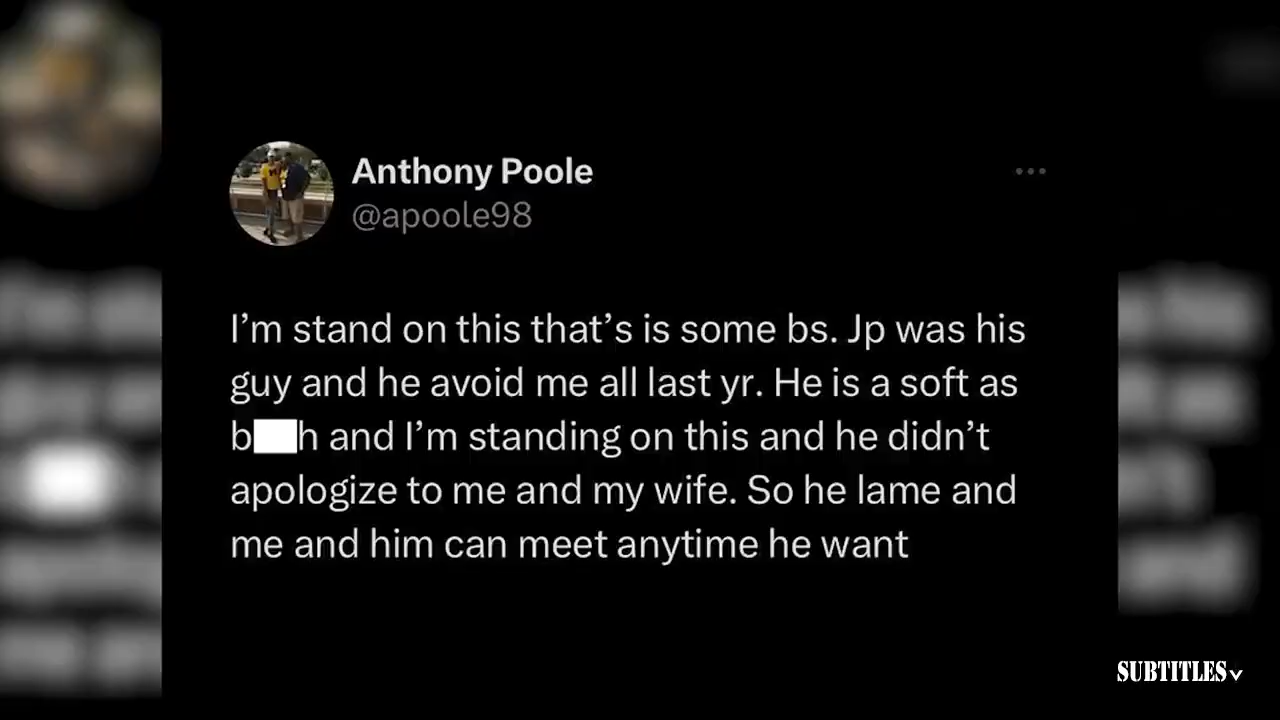 Anthony Poole
@apoole98
I’m stand on this that’s is some bs. Jp was his
guy and he avoid me all last yr. He is a soft as
b h and I’m standing on this and he didn’t
apologize to me and my wife. So he lame and
me and him can meet anytime he want
SUBTITLES